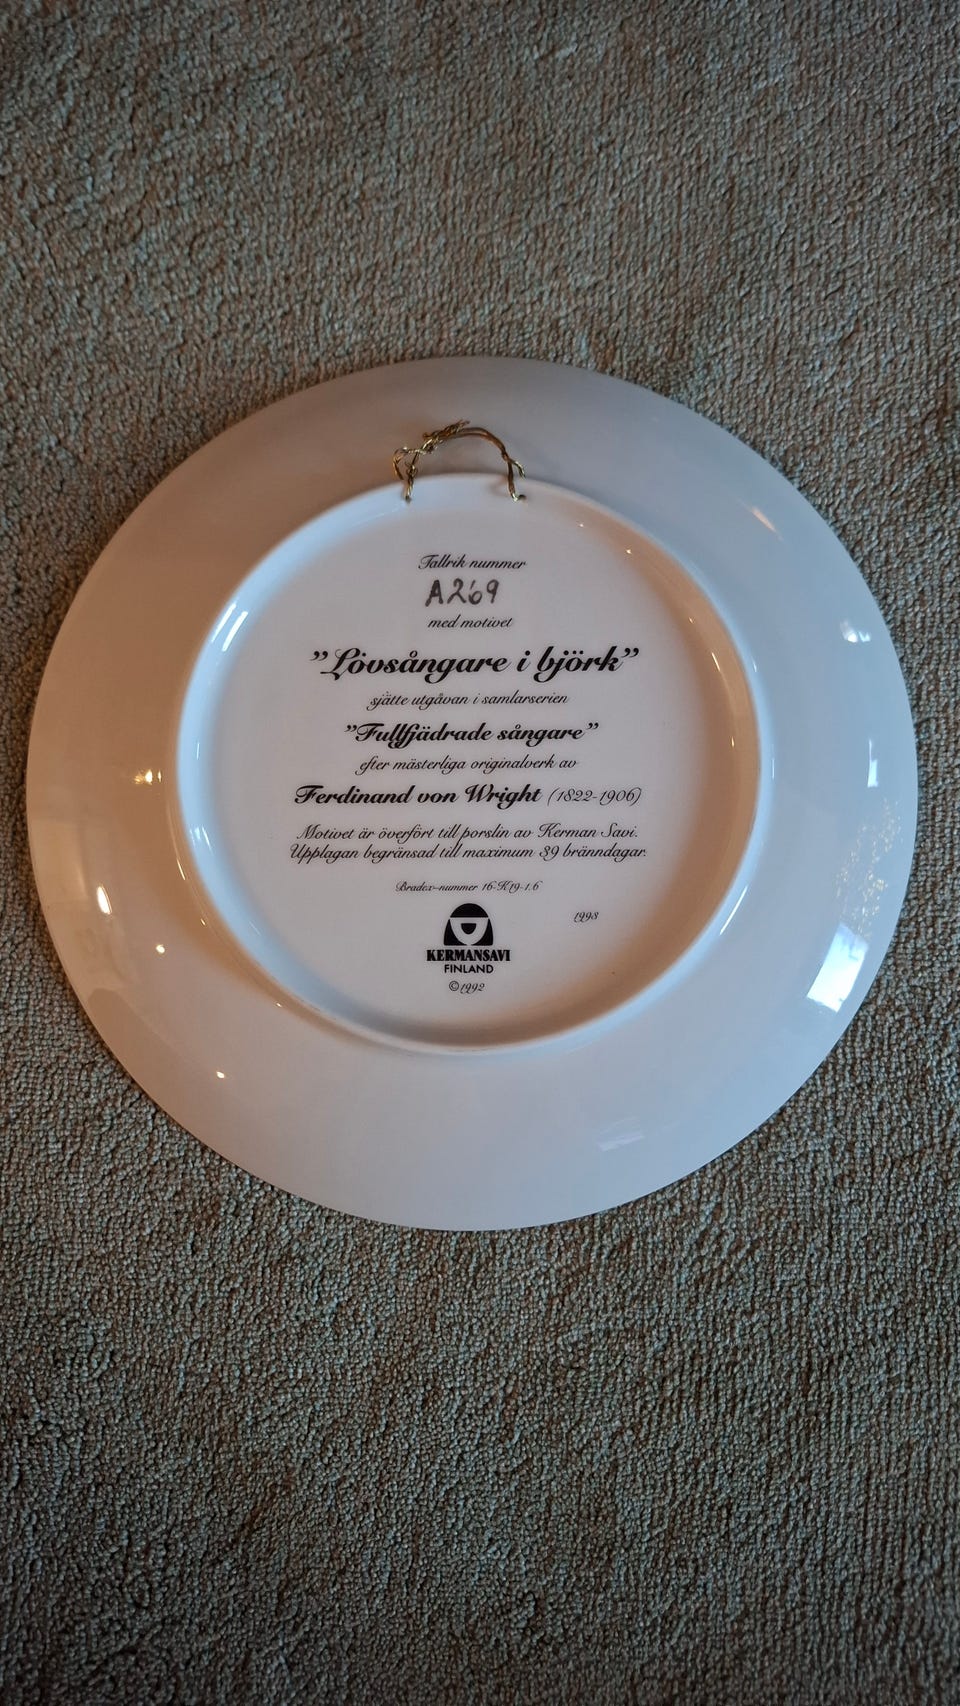 Tallrik nummer
A269
med motivet
”Lövsångare i björk”
sjätte utgåvan i samlarserien
”Fullfjädrade sångare”
efter mästerliga originalverk av
Ferdinand von Wright (1822-1906)
Motivet är överfört till porslin av Kerman Savi.
Upplagan begränsad till maximum 39 bränndagar.
Bradex-nummer 16-K19-1.6
1993
KERMANSAVI
FINLAND
©1992